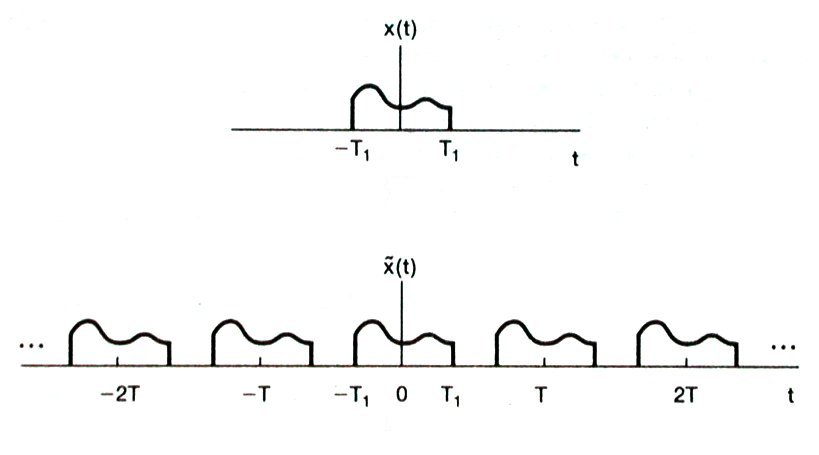 x(t)
−T₁ T₁ t
x̃(t)
... ...
−2T −T −T₁ 0 T₁ T 2T t